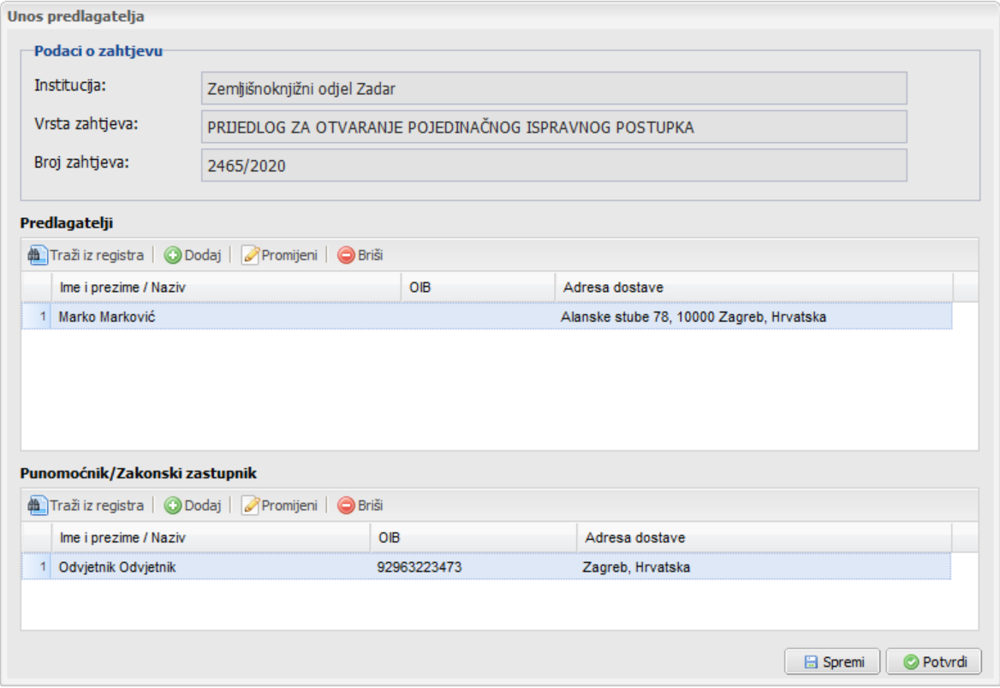 Unos predlagatelja
Podaci o zahtjevu
Institucija: Zemljišnoknjižni odjel Zadar
Vrsta zahtjeva: PRIJEDLOG ZA OTVARANJE POJEDINAČNOG ISPRAVNOG POSTUPKA
Broj zahtjeva: 2465/2020
Predlagatelji
Traži iz registra Dodaj Promijeni Briši
Ime i prezime / Naziv OIB Adresa dostave
1 Marko Marković Alanske stube 78, 10000 Zagreb, Hrvatska
Punomoćnik/Zakonski zastupnik
Traži iz registra Dodaj Promijeni Briši
Ime i prezime / Naziv OIB Adresa dostave
1 Odvjetnik Odvjetnik 92963223473 Zagreb, Hrvatska
Spremi Potvrdi